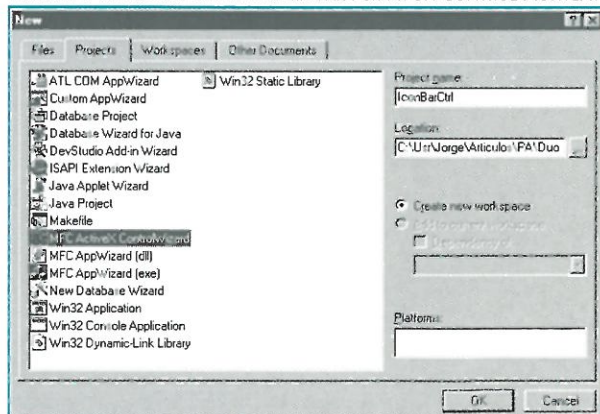 New
Files
Projects
Workspaces
Other Documents
ATL COM AppWizard
Custom AppWizard
Database Project
Database Wizard for Java
DevStudio Add-in Wizard
ISAPI Extension Wizard
Java Applet Wizard
Java Project
Makefile
MFC ActiveX ControlWizard
MFC AppWizard (dll)
MFC AppWizard (exe)
New Database Wizard
Win32 Application
Win32 Console Application
Win32 Dynamic-Link Library
Win32 Static Library
Project name:
IconBarCtrl
Location:
C:\Usr\Jorge\Articulos\PA\Duo
...
Create new workspace
Platforms:
OK
Cancel